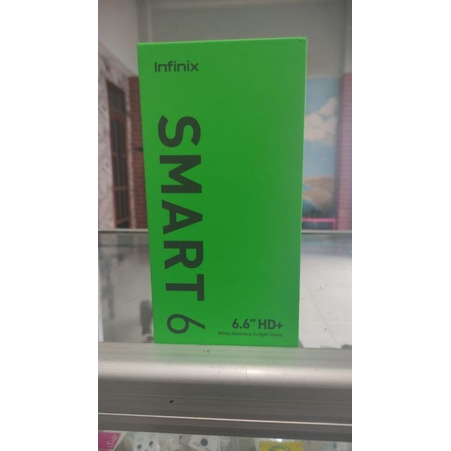 Infinix
SMART 6
6.6" HD+